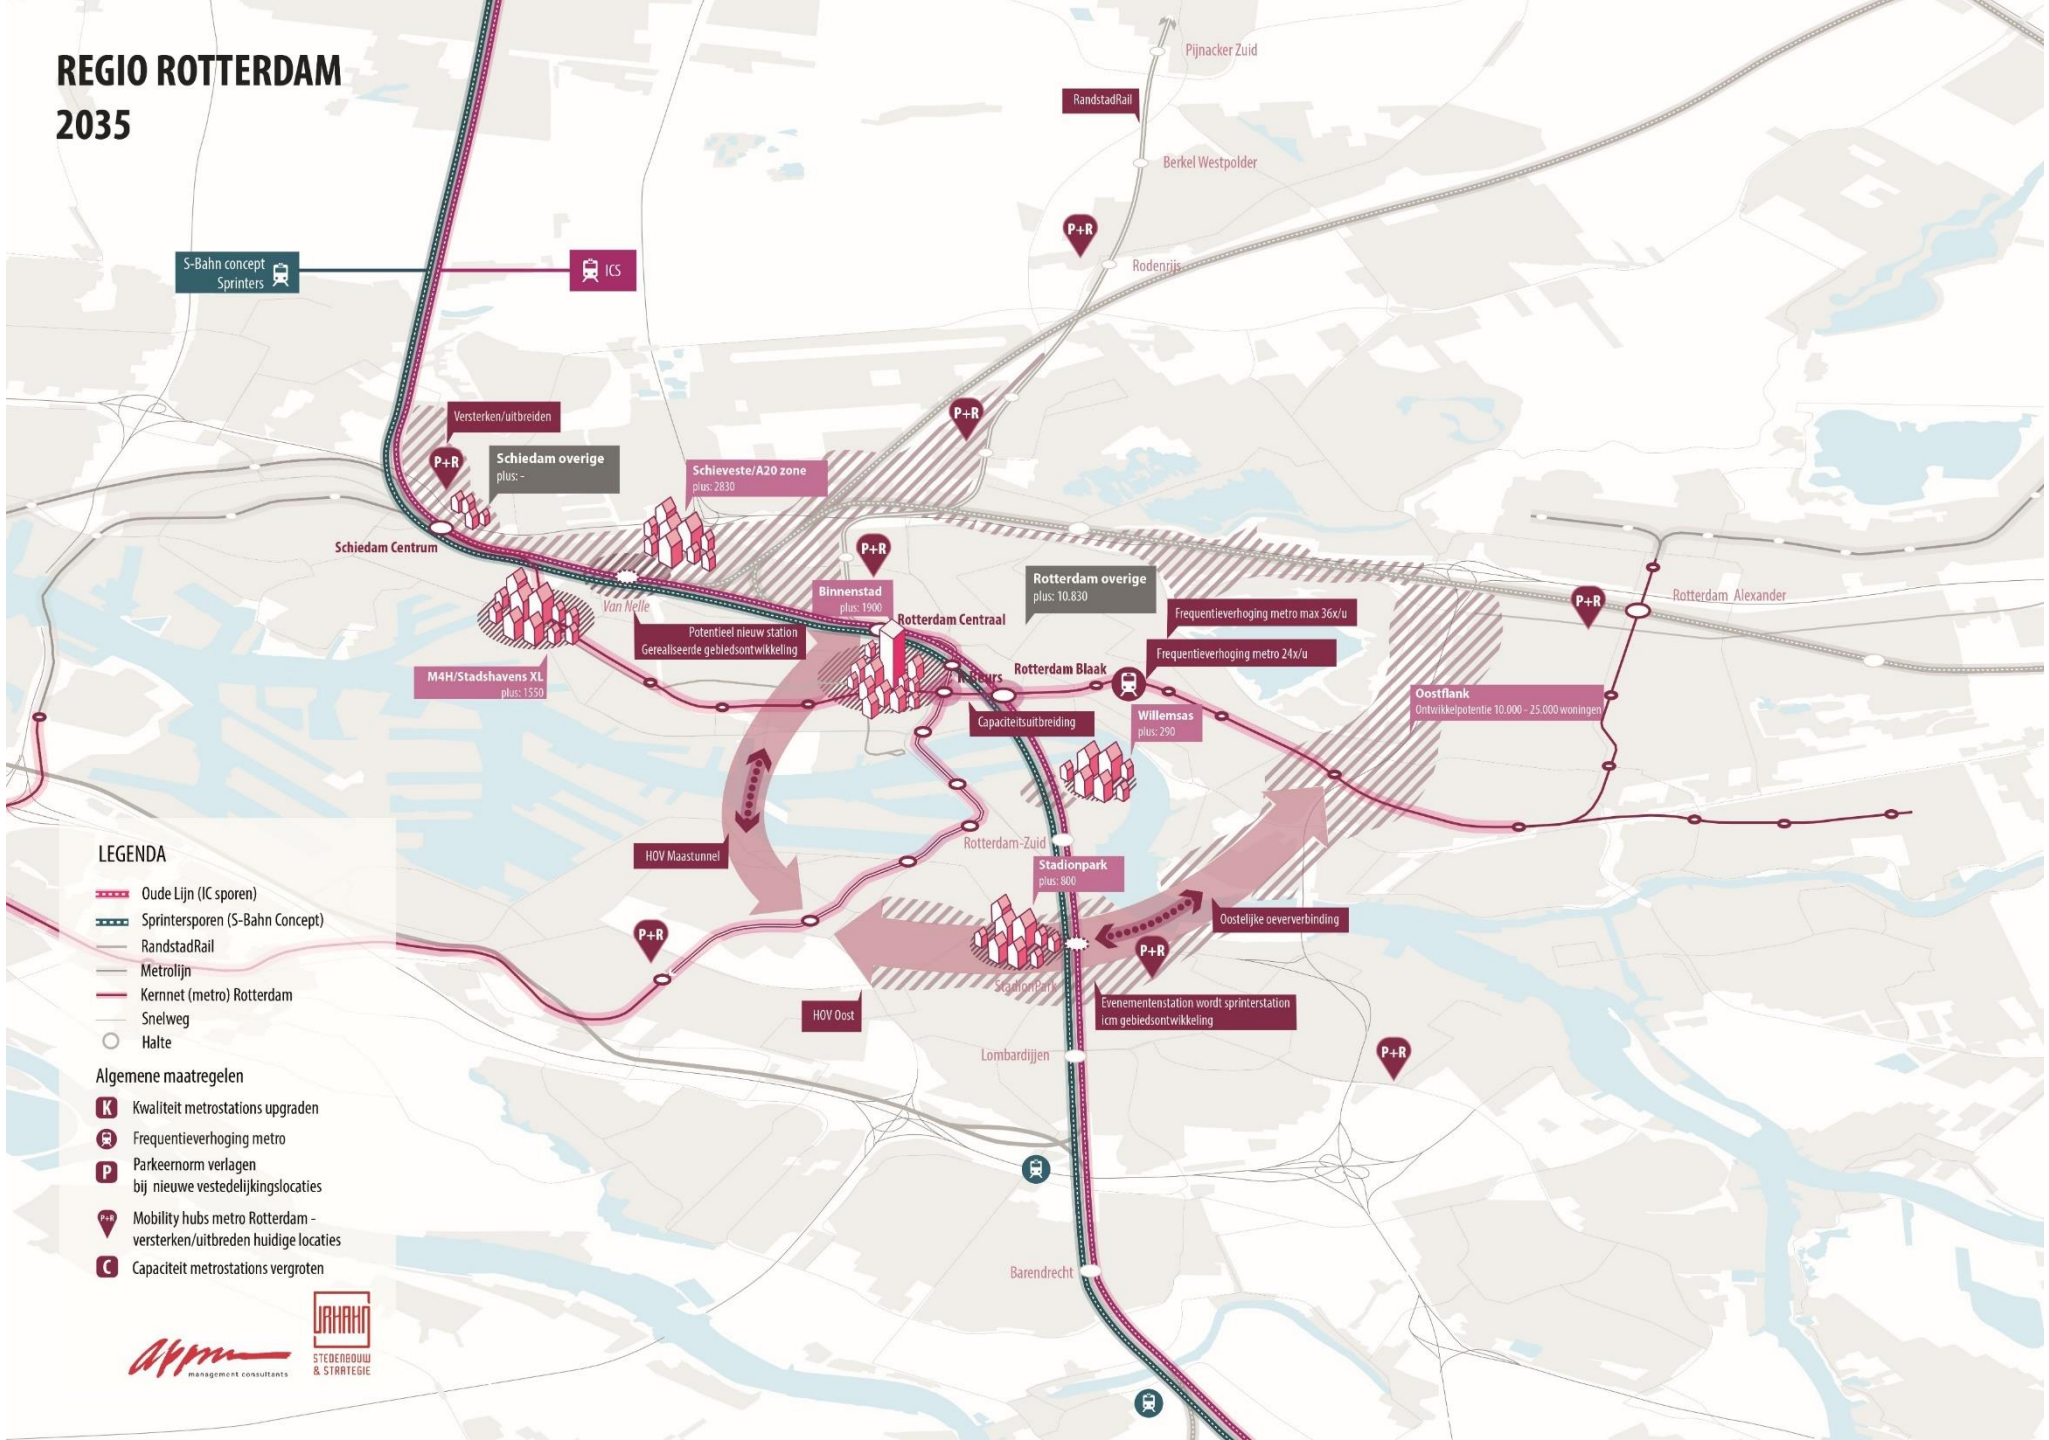 REGIO ROTTERDAM
2035
Pijnacker Zuid
RandstadRail
Berkel Westpolder
P+R
Rodenrijs
S-Bahn concept
Sprinters
ICS
Versterken/uitbreiden
P+R
P+R
Schiedam overige
plus: -
Schieveste/A20 zone
plus: 2830
Schiedam Centrum
P+R
Van Nelle
Binnenstad
plus: 1900
Rotterdam overige
plus: 10.830
Rotterdam Centraal
Potentieel nieuw station
Gerealiseerde gebiedsontwikkeling
Frequentieverhoging metro max 36x/u
Frequentieverhoging metro 24x/u
P+R
Rotterdam Alexander
M4H/Stadshavens XL
plus: 1550
Beurs
Rotterdam Blaak
Capaciteitsuitbreiding
Willemsas
plus: 290
Oostflank
Ontwikkelpotentie 10.000 - 25.000 woningen
HOV Maastunnel
Rotterdam-Zuid
Stadionpark
plus: 800
Oostelijke oeververbinding
P+R
P+R
StadionPark
HOV Oost
Evenementenstation wordt sprinterstation
icm gebiedsontwikkeling
Lombardijjen
P+R
Barendrecht
LEGENDA
Oude Lijn (IC sporen)
Sprintersporen (S-Bahn Concept)
RandstadRail
Metrolijn
Kernnet (metro) Rotterdam
Snelweg
Halte
Algemene maatregelen
K Kwaliteit metrostations upgraden
Frequentieverhoging metro
P Parkeernorm verlagen
bij nieuwe vestedelijkingslocaties
P+R Mobility hubs metro Rotterdam -
versterken/uitbreden huidige locaties
C Capaciteit metrostations vergroten
appm
management consultants
URHAHN
STEDENBOUW
& STRATEGIE